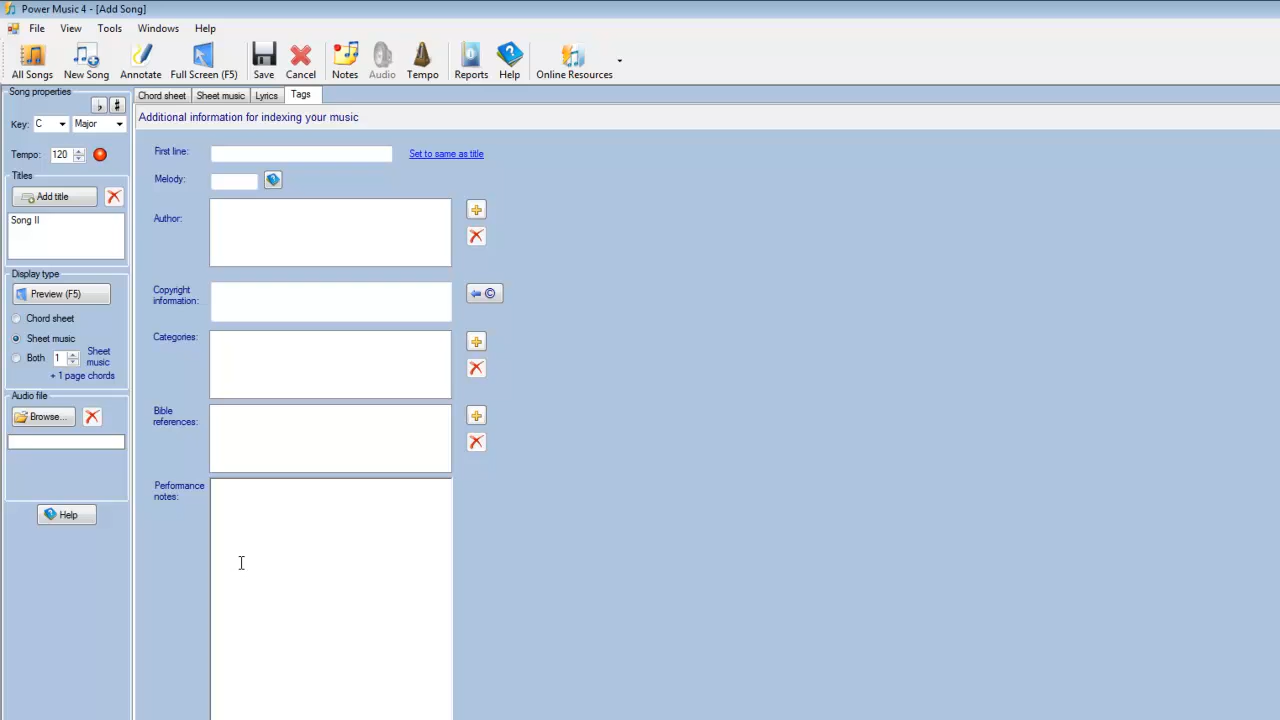 Power Music 4 - [Add Song]
File View Tools Windows Help
All Songs New Song Annotate Full Screen (F5) Save Cancel Notes Audio Tempo Reports Help Online Resources
Song properties
Chord sheet Sheet music Lyrics Tags
♭ ♯
Additional information for indexing your music
Key: C Major
First line: Set to same as title
Tempo: 120
Titles
Melody:
Add title
Author:
Song II
Display type
Preview (F5)
Copyright information: ©
Chord sheet
Sheet music
Categories:
Both 1 Sheet music
+ 1 page chords
Audio file
Browse...
Bible references:
Performance notes:
Help